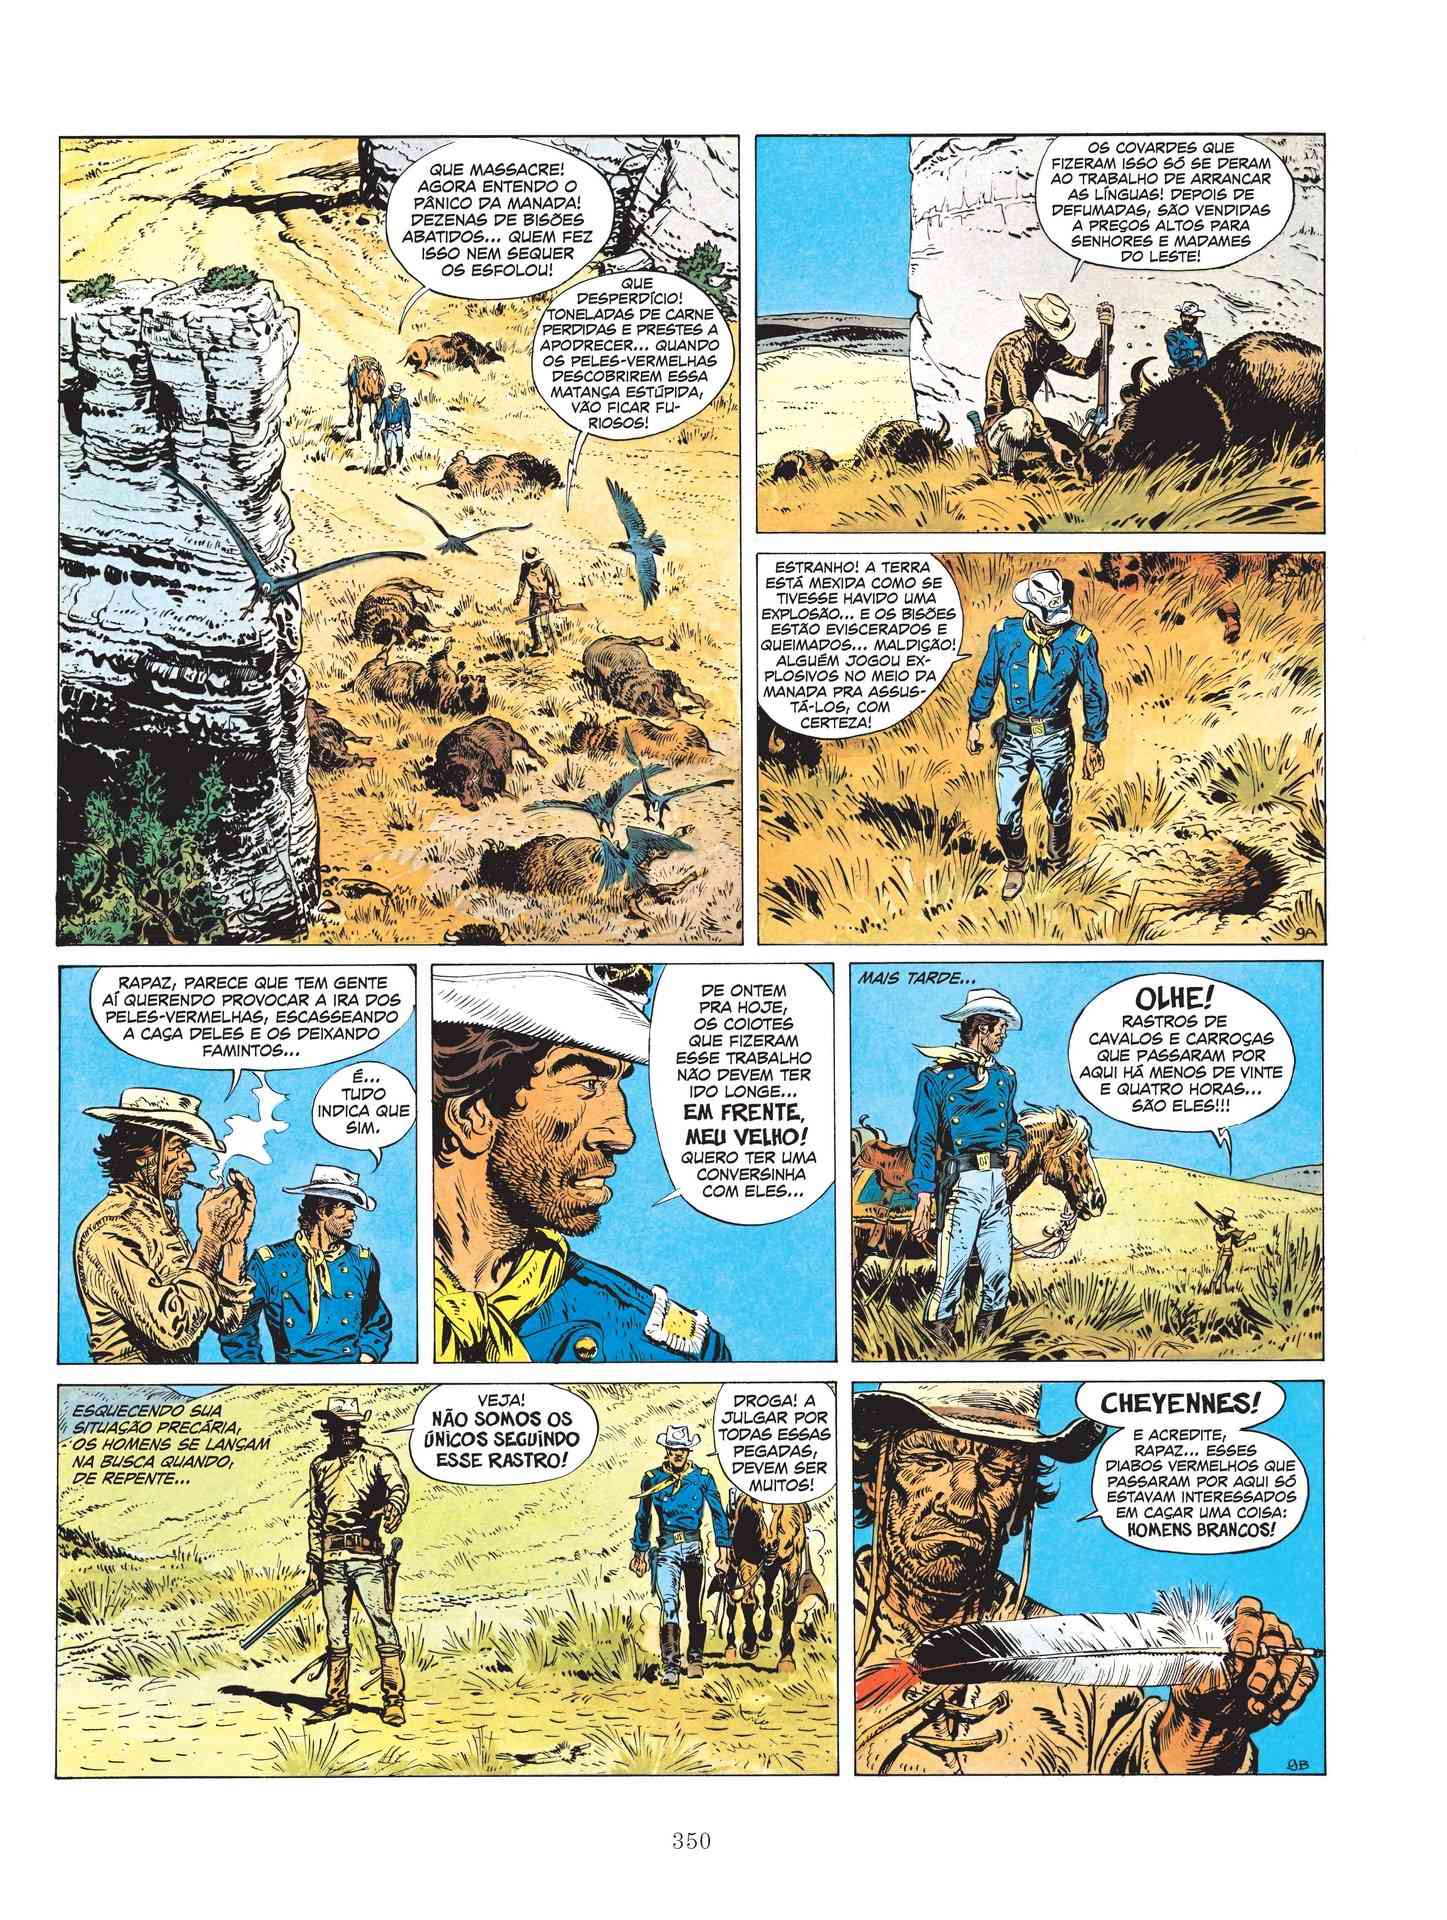 QUE MASSACRE!
AGORA ENTENDO O
PÂNICO DA MANADA!
DEZENAS DE BISÕES
ABATIDOS... QUEM FEZ
ISSO NEM SEQUER
OS ESFOLOU!
QUE
DESPERDÍCIO!
TONELADAS DE CARNE
PERDIDAS E PRESTES A
APODRECER... QUANDO
OS PELES-VERMELHAS
DESCOBRIREM ESSA
MATANÇA ESTÚPIDA,
VÃO FICAR FU-
RIOSOS!
OS COVARDES QUE
FIZERAM ISSO SÓ SE DERAM
AO TRABALHO DE ARRANCAR
AS LÍNGUAS! DEPOIS DE
DEFUMADAS, SÃO VENDIDAS
A PREÇOS ALTOS PARA
SENHORES E MADAMES
DO LESTE!
ESTRANHO! A TERRA
ESTÁ MEXIDA COMO SE
TIVESSE HAVIDO UMA
EXPLOSÃO... E OS BISÕES
ESTÃO EVISCERADOS E
QUEIMADOS... MALDIÇÃO!
ALGUÉM JOGOU EX-
PLOSIVOS NO MEIO DA
MANADA PRA ASSUS-
TÁ-LOS, COM
CERTEZA!
9A
RAPAZ, PARECE QUE TEM GENTE
AÍ QUERENDO PROVOCAR A IRA DOS
PELES-VERMELHAS, ESCASSEANDO
A CAÇA DELES E OS DEIXANDO
FAMINTOS...
É...
TUDO
INDICA QUE
SIM.
DE ONTEM
PRA HOJE,
OS COIOTES
QUE FIZERAM
ESSE TRABALHO
NÃO DEVEM TER
IDO LONGE...
EM FRENTE,
MEU VELHO!
QUERO TER UMA
CONVERSINHA
COM ELES...
MAIS TARDE...
OLHE!
RASTROS DE
CAVALOS E CARROÇAS
QUE PASSARAM POR
AQUI HÁ MENOS DE VINTE
E QUATRO HORAS...
SÃO ELES!!!
ESQUECENDO SUA
SITUAÇÃO PRECÁRIA,
OS HOMENS SE LANÇAM
NA BUSCA QUANDO,
DE REPENTE...
VEJA!
NÃO SOMOS OS
ÚNICOS SEGUINDO
ESSE RASTRO!
DROGA! A
JULGAR POR
TODAS ESSAS
PEGADAS,
DEVEM SER
MUITOS!
CHEYENNES!
E ACREDITE,
RAPAZ... ESSES
DIABOS VERMELHOS QUE
PASSARAM POR AQUI SÓ
ESTAVAM INTERESSADOS
EM CAÇAR UMA COISA:
HOMENS BRANCOS!
9B
350